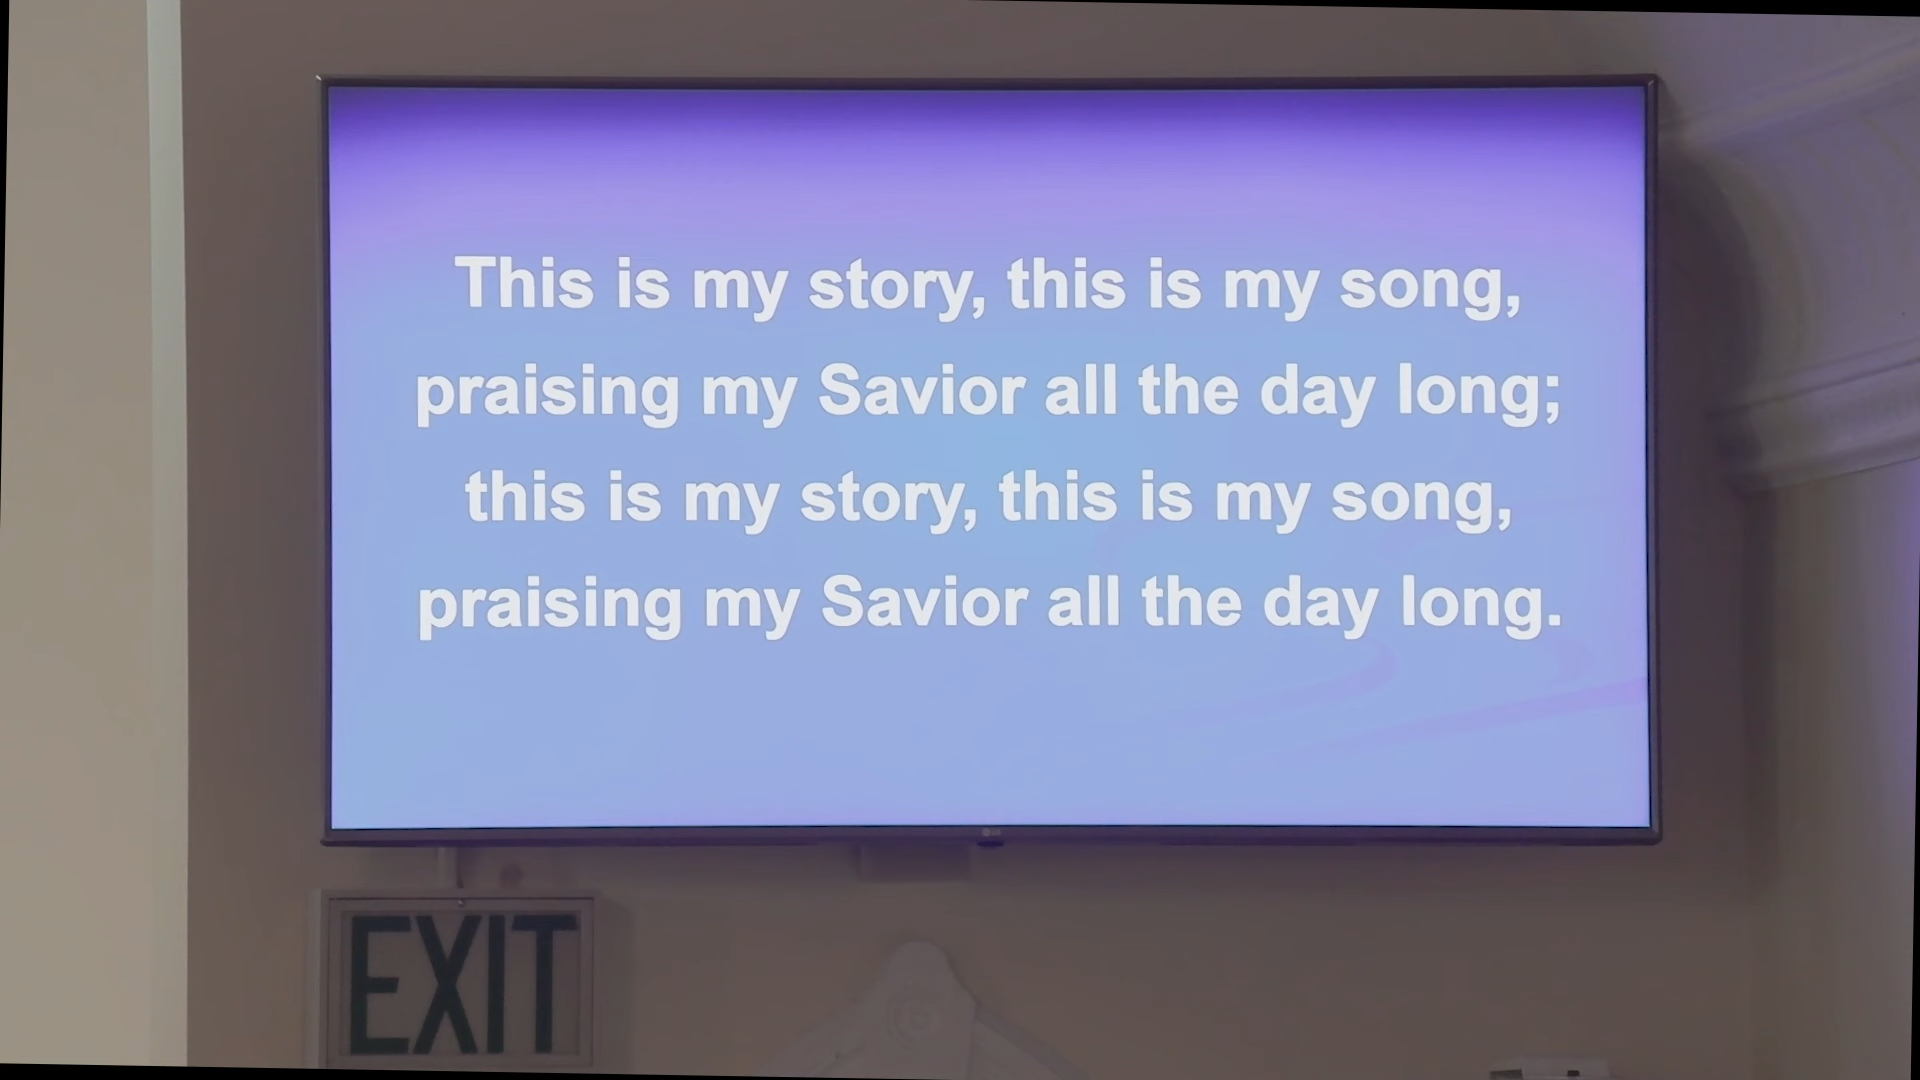 This is my story, this is my song,
praising my Savior all the day long;
this is my story, this is my song,
praising my Savior all the day long.
EXIT